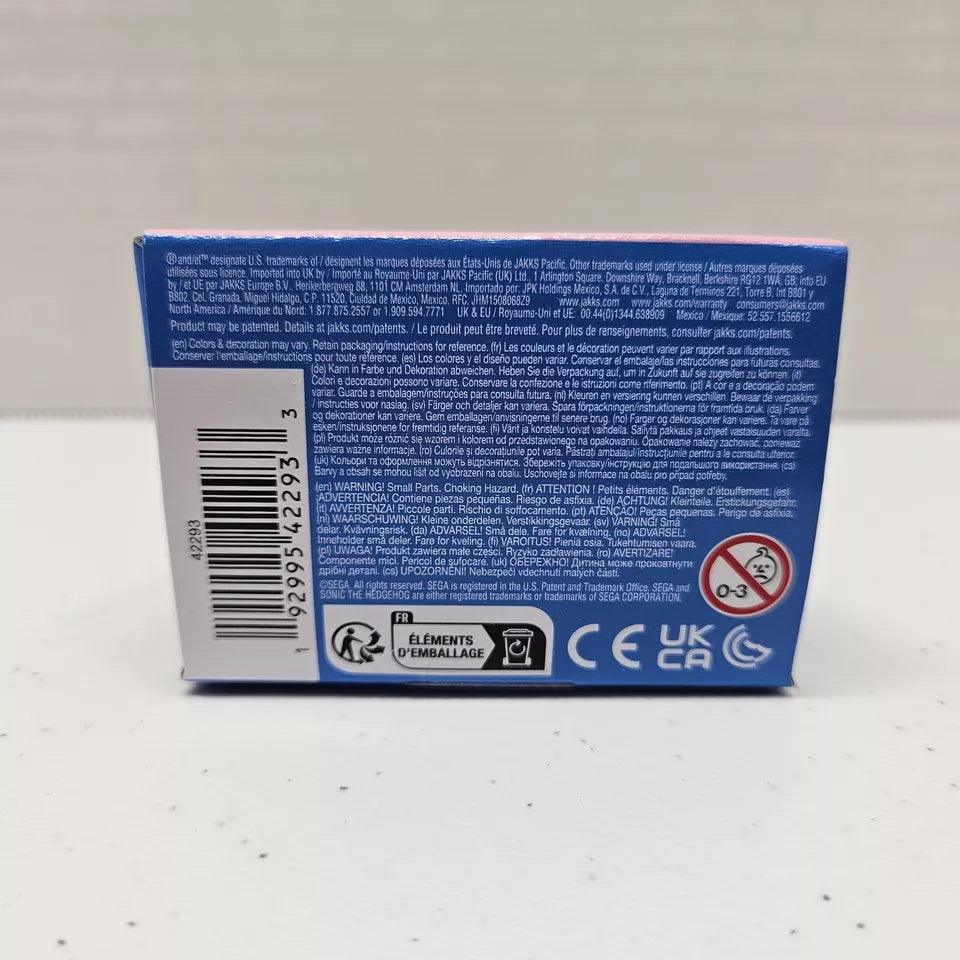 ® and/et™ designate U.S. trademarks of / désignent les marques déposées aux États-Unis de JAKKS Pacific. Other trademarks used under license / Autres marques déposées
utilisées sous licence. Imported into UK by / Importé au Royaume-Uni par JAKKS Pacific (UK) Ltd., 1 Arlington Square, Downshire Way, Bracknell, Berkshire RG12 1WA, GB; into EU
by / et UE par JAKKS Europe B.V., Herikerbergweg 88, 1101 CM Amsterdam NL. Importado por: JPK Holdings Mexico, S.A. de C.V., Laguna de Terminos 221, Torre B, Int B801 y
B802. Col. Granada, Miguel Hidalgo, C.P. 11520, Ciudad de Mexico, Mexico, RFC. JHM1508068Z9 www.jakks.com www.jakks.com/warranty consumers@jakks.com
North America / Amérique du Nord: 1.877.875.2557 or 1.909.594.7771 UK & EU / Royaume-Uni et UE: 00.44(0)1344.638909 Mexico / Mexique: 52.557.1556612
Product may be patented. Details at jakks.com/patents. / Le produit peut être breveté. Pour plus de renseignements, consulter jakks.com/patents.
(en) Colors & decoration may vary. Retain packaging/instructions for reference. (fr) Les couleurs et le décoration peuvent varier par rapport aux illustrations.
Conserver l'emballage/instructions pour toute référence. (es) Los colores y el diseño pueden variar. Conservar el embalaje/las instrucciones para futuras consultas.
(de) Kann in Farbe und Dekoration abweichen. Heben Sie die Verpackung auf, um in Zukunft auf sie zugreifen zu können. (it)
Colori e decorazioni possono variare. Conservare la confezione e le istruzioni come riferimento. (pt) A cor e a decoração podem
variar. Guarde a embalagem/instruções para consulta futura. (nl) Kleuren en versiering kunnen verschillen. Bewaar de verpakking
/ instructies voor naslag. (sv) Färger och detaljer kan variera. Spara förpackningen/instruktionerna för framtida bruk. (da) Farver
og dekorationer kan variere. Gem emballagen/anvisningerne til senere brug. (no) Farger og dekorasjoner kan variere. Ta vare på
esken/instruksjonene for fremtidig referanse. (fi) Värit ja koristelu voivat vaihdella. Säilytä pakkaus ja ohjeet vastaisuuden varalta.
(pl) Produkt może różnić się wzorem i kolorem od przedstawionego na opakowaniu. Opakowanie należy zachować, ponieważ
zawiera ważne informacje. (ro) Culorile și decorațiunile pot varia. Păstrați ambalajul/instrucțiunile pentru a le consulta ulterior.
(uk) Кольори та оформлення можуть відрізнятися. Збережіть упаковку/інструкцію для подальшого використання. (cs)
Barvy a obsah se mohou lišit od vyobrazení na obalu. Uschovejte si informace na obalu pro případ potřeby.
(en) WARNING! Small Parts. Choking Hazard. (fr) ATTENTION ! Petits éléments. Danger d'étouffement. (es)
¡ADVERTENCIA! Contiene piezas pequeñas. Riesgo de asfixia. (de) ACHTUNG! Kleinteile. Erstickungsgefahr.
(it) AVVERTENZA! Piccole parti. Rischio di soffocamento. (pt) ATENÇÃO! Peças pequenas. Perigo de asfixia.
(nl) WAARSCHUWING! Kleine onderdelen. Verstikkingsgevaar. (sv) VARNING! Små
delar. Kvävningsrisk. (da) ADVARSEL! Små dele. Fare for kvælning. (no) ADVARSEL!
Inneholder små deler. Fare for kveling. (fi) VAROITUS! Pieniä osia. Tukehtumisen vaara.
(pl) UWAGA! Produkt zawiera małe części. Ryzyko zadławienia. (ro) AVERTIZARE!
Componente mici. Pericol de sufocare. (uk) ОБЕРЕЖНО! Дитина може проковтнути
дрібні деталі. (cs) UPOZORNĚNÍ! Nebezpečí vdechnutí malých částí.
©SEGA. All rights reserved. SEGA is registered in the U.S. Patent and Trademark Office. SEGA and
SONIC THE HEDGEHOG are either registered trademarks or trademarks of SEGA CORPORATION.
42293
1 92995 42293 3
0-3
FR
ÉLÉMENTS
D'EMBALLAGE
CE
UK
CA